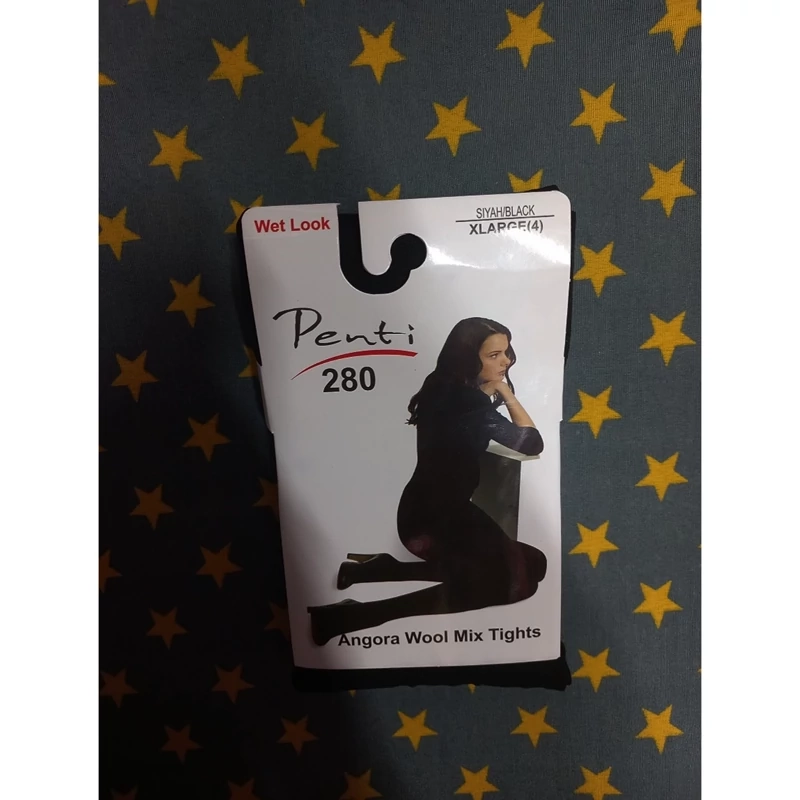 Wet Look
SIYAH/BLACK
XLARGE(4)
Penti
280
Angora Wool Mix Tights